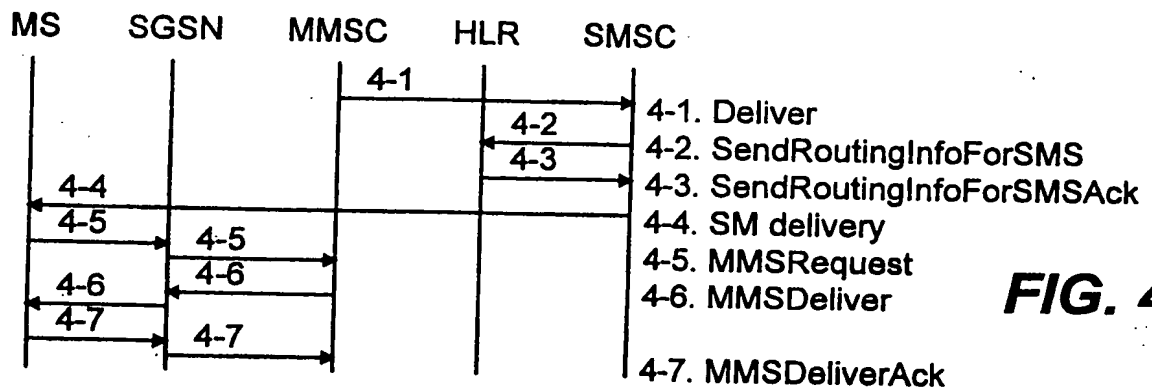 MS SGSN MMSC HLR SMSC
4-1
4-1. Deliver
4-2
4-2. SendRoutingInfoForSMS
4-3
4-3. SendRoutingInfoForSMSAck
4-4
4-4. SM delivery
4-5
4-5
4-5. MMSRequest
4-6
4-6
4-6. MMSDeliver
FIG. 4
4-7
4-7
4-7. MMSDeliverAck